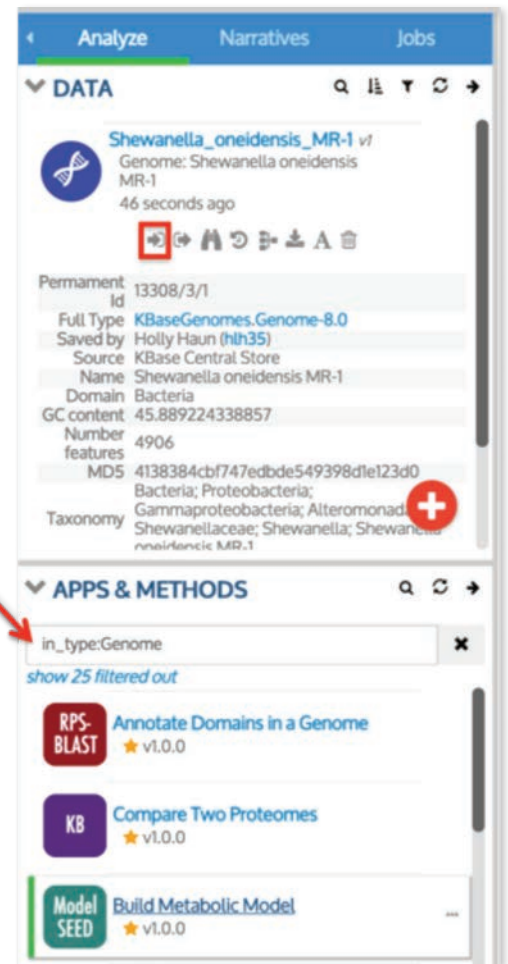 Analyze Narratives Jobs
DATA
Shewanella_oneidensis_MR-1 v1
Genome: Shewanella oneidensis
MR-1
46 seconds ago
A
Permament
Id 13308/3/1
Full Type KBaseGenomes.Genome-8.0
Saved by Holly Haun (hlh35)
Source KBase Central Store
Name Shewanella oneidensis MR-1
Domain Bacteria
GC content 45.889224338857
Number
features 4906
MD5 4138384cbf747edbde549398d1e123d0
Taxonomy Bacteria; Proteobacteria;
Gammaproteobacteria; Alteromonad
Shewanellaceae; Shewanella; Shewanella
oneidensis MR-1
APPS & METHODS
in_type:Genome
show 25 filtered out
RPS-
BLAST
Annotate Domains in a Genome
v1.0.0
KB
Compare Two Proteomes
v1.0.0
Model
SEED
Build Metabolic Model
v1.0.0